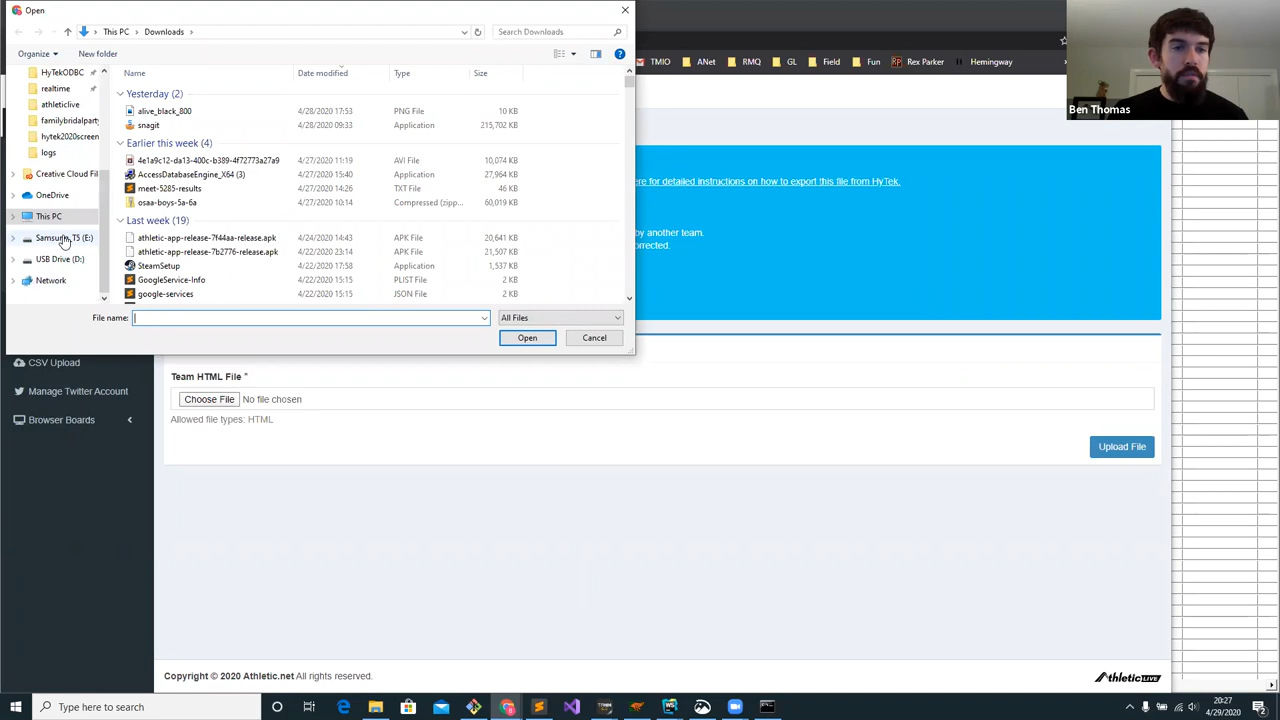 Open
This PC > Downloads >
Search Downloads
Organize
New folder
TMIO
ANet
RMQ
GL
Field
Fun
Rex Parker
Hemingway
Ben Thomas
HyTekODBC
realtime
athleticlive
familybridalparty
hytek2020screen
logs
Creative Cloud Fil
OneDrive
This PC
Samsung_T5 (E:)
USB Drive (D:)
Network
Name
Date modified
Type
Size
Yesterday (2)
alive_black_800 4/28/2020 17:53 PNG File 10 KB
snagit 4/28/2020 09:33 Application 215,702 KB
Earlier this week (4)
4e1a9c12-da13-400c-b389-4f72773a27a9 4/27/2020 11:19 AVI File 10,074 KB
AccessDatabaseEngine_X64 (3) 4/27/2020 15:40 Application 27,964 KB
meet-5285-results 4/27/2020 14:26 TXT File 46 KB
osaa-boys-5a-6a 4/27/2020 10:14 Compressed (zipp... 60,019 KB
Last week (19)
athletic-app-release-7f44aa-release.apk 4/24/2020 14:43 APK File 20,641 KB
athletic-app-release-7b2776-release.apk 4/22/2020 23:14 APK File 21,507 KB
SteamSetup 4/22/2020 17:58 Application 1,537 KB
GoogleService-Info 4/22/2020 15:15 PLIST File 2 KB
google-services 4/22/2020 15:15 JSON File 2 KB
File name:
All Files
Open
Cancel
ere for detailed instructions on how to export this file from HyTek.
by another team.
orrected.
CSV Upload
Manage Twitter Account
Browser Boards
Team HTML File *
Choose File No file chosen
Allowed file types: HTML
Upload File
Copyright © 2020 Athletic.net All rights reserved.
AthleticLIVE
Type here to search
20:27
4/29/2020